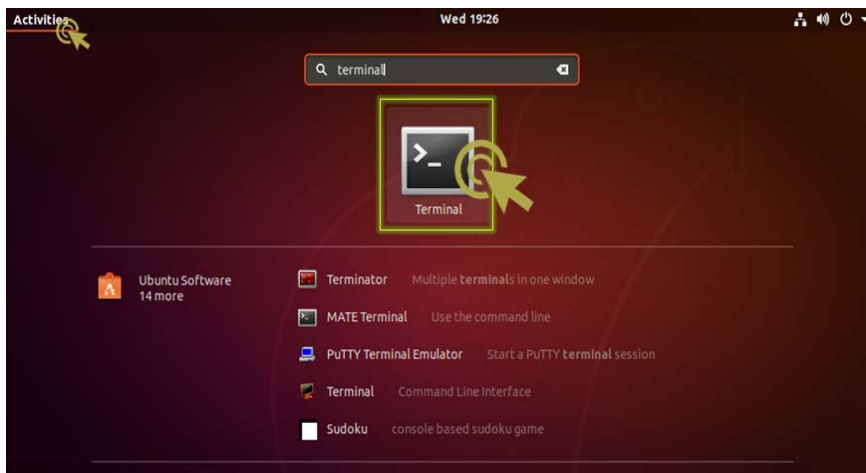 Activities
Wed 19:26
terminal
Terminal
Ubuntu Software
14 more
Terminator Multiple terminals in one window
MATE Terminal Use the command line
PuTTY Terminal Emulator Start a PuTTY terminal session
Terminal Command Line Interface
Sudoku console based sudoku game